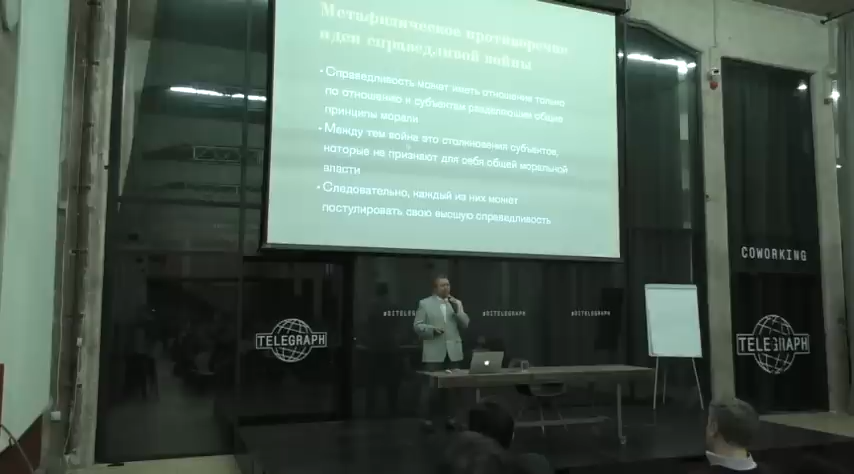 Метафизическое противоречие
идеи справедливой войны
• Справедливость может иметь отношение только
по отношению к субъектам разделяющим общие
принципы морали
• Между тем война это столкновения субъектов,
которые не признают для себя общей моральной
власти
• Следовательно, каждый из них может
постулировать свою высшую справедливость
COWORKING
#DITELEGRAPH
#DITELEGRAPH
TELEGRAPH
TELEGRAPH